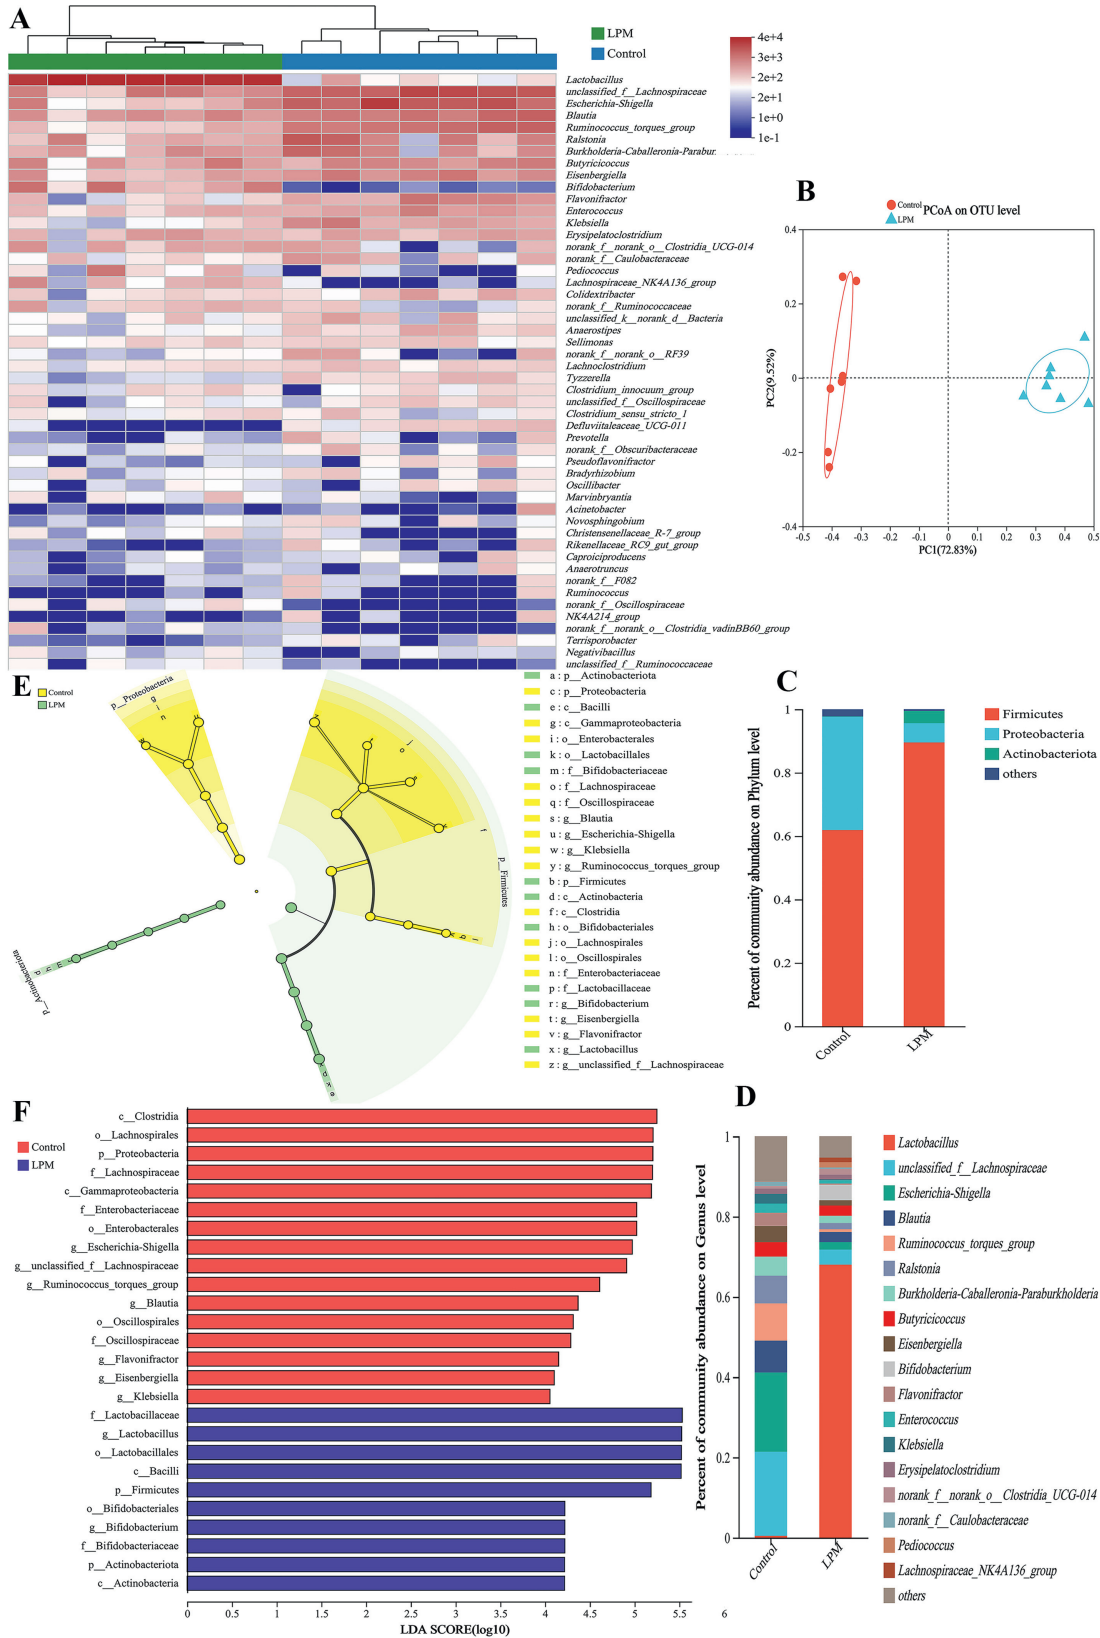 A
LPM
Control
4e+4
3e+3
2e+2
2e+1
1e+0
1e-1
Lactobacillus
unclassified_f__Lachnospiraceae
Escherichia-Shigella
Blautia
Ruminococcus_torques_group
Ralstonia
Burkholderia-Caballeronia-Parabur
Butyricicoccus
Eisenbergiella
Bifidobacterium
Flavonifractor
Enterococcus
Klebsiella
Erysipelatoclostridium
norank_f__norank_o__Clostridia_UCG-014
norank_f__Caulobacteraceae
Pediococcus
Lachnospiraceae_NK4A136_group
Colidextribacter
norank_f__Ruminococcaceae
unclassified_k__norank_d__Bacteria
Anaerostipes
Sellimonas
norank_f__norank_o__RF39
Lachnoclostridium
Tyzzerella
Clostridium_innocuum_group
unclassified_f__Oscillospiraceae
Clostridium_sensu_stricto_1
Defluviitaleaceae_UCG-011
Prevotella
norank_f__Obscuribacteraceae
Pseudoflavonifractor
Bradyrhizobium
Oscillibacter
Marvinbryantia
Acinetobacter
Novosphingobium
Christensenellaceae_R-7_group
Rikenellaceae_RC9_gut_group
Caproiciproducens
Anaerotruncus
norank_f__F082
Ruminococcus
norank_f__Oscillospiraceae
NK4A214_group
norank_f__norank_o__Clostridia_vadinBB60_group
Terrisporobacter
Negativibacillus
unclassified_f__Ruminococcaceae
B
Control
LPM
PCoA on OTU level
0.4
0.2
0
-0.2
-0.4
PC2(9.52%)
-0.5
-0.4
-0.3
-0.2
-0.1
0
0.1
0.2
0.3
0.4
0.5
PC1(72.83%)
E
Control
LPM
p__Proteobacteria
p__Firmicutes
p__Actinobacteriota
a : p__Actinobacteriota
c : p__Proteobacteria
e : c__Bacilli
g : c__Gammaproteobacteria
i : o__Enterobacterales
k : o__Lactobacillales
m : f__Bifidobacteriaceae
o : f__Lachnospiraceae
q : f__Oscillospiraceae
s : g__Blautia
u : g__Escherichia-Shigella
w : g__Klebsiella
y : g__Ruminococcus_torques_group
b : p__Firmicutes
d : c__Actinobacteria
f : c__Clostridia
h : o__Bifidobacteriales
j : o__Lachnospirales
l : o__Oscillospirales
n : f__Enterobacteriaceae
p : f__Lactobacillaceae
r : g__Bifidobacterium
t : g__Eisenbergiella
v : g__Flavonifractor
x : g__Lactobacillus
z : g__unclassified_f__Lachnospiraceae
C
Percent of community abundance on Phylum level
1
0.8
0.6
0.4
0.2
0
Control
LPM
Firmicutes
Proteobacteria
Actinobacteriota
others
F
Control
LPM
c__Clostridia
o__Lachnospirales
p__Proteobacteria
f__Lachnospiraceae
c__Gammaproteobacteria
f__Enterobacteriaceae
o__Enterobacterales
g__Escherichia-Shigella
g__unclassified_f__Lachnospiraceae
g__Ruminococcus_torques_group
g__Blautia
o__Oscillospirales
f__Oscillospiraceae
g__Flavonifractor
g__Eisenbergiella
g__Klebsiella
f__Lactobacillaceae
g__Lactobacillus
o__Lactobacillales
c__Bacilli
p__Firmicutes
o__Bifidobacteriales
g__Bifidobacterium
f__Bifidobacteriaceae
p__Actinobacteriota
c__Actinobacteria
0
0.5
1
1.5
2
2.5
3
3.5
4
4.5
5
5.5
6
LDA SCORE(log10)
D
Percent of community abundance on Genus level
1
0.8
0.6
0.4
0.2
0
Control
LPM
Lactobacillus
unclassified_f__Lachnospiraceae
Escherichia-Shigella
Blautia
Ruminococcus_torques_group
Ralstonia
Burkholderia-Caballeronia-Paraburkholderia
Butyricicoccus
Eisenbergiella
Bifidobacterium
Flavonifractor
Enterococcus
Klebsiella
Erysipelatoclostridium
norank_f__norank_o__Clostridia_UCG-014
norank_f__Caulobacteraceae
Pediococcus
Lachnospiraceae_NK4A136_group
others